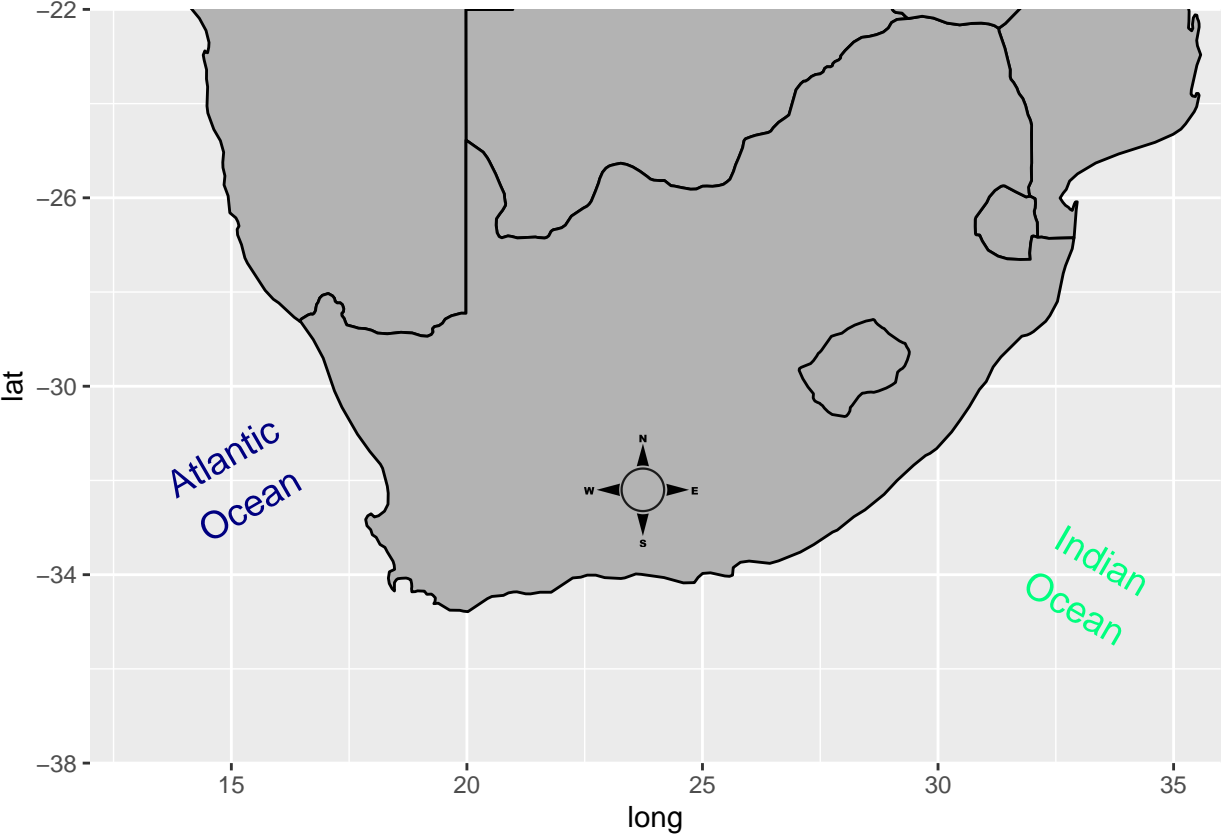 −22
−26
−30
−34
−38
lat
Atlantic
Ocean
N
W E
S
Indian
Ocean
15 20 25 30 35
long